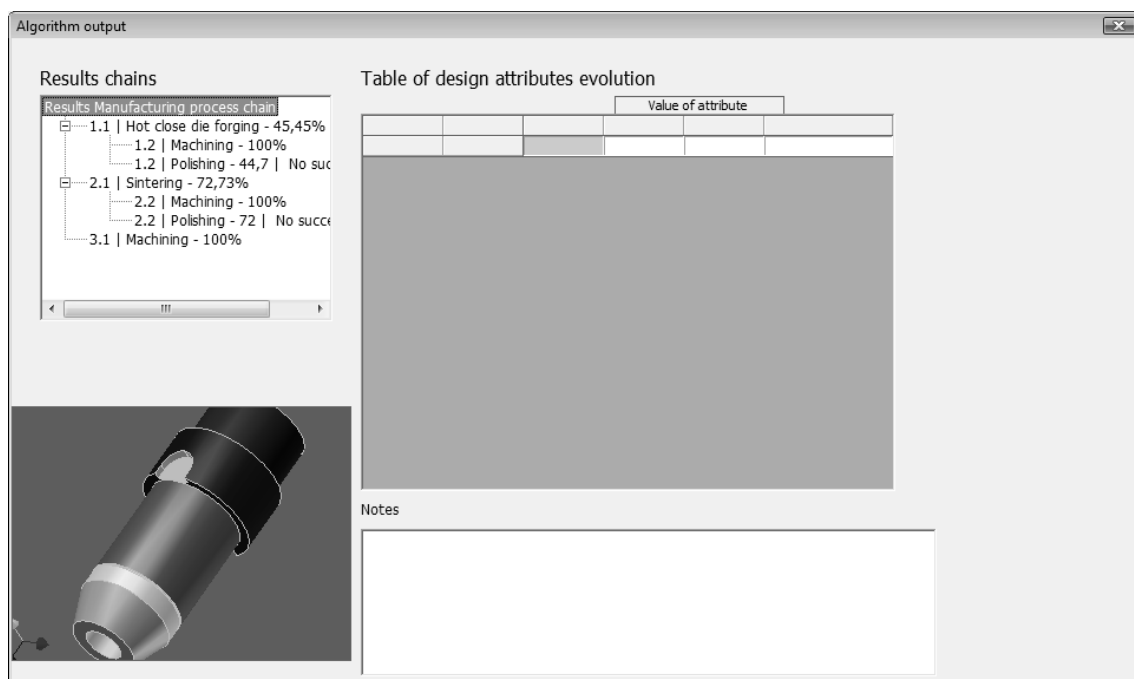 Algorithm output
Results chains
Results Manufacturing process chain
1.1 | Hot close die forging - 45,45%
1.2 | Machining - 100%
1.2 | Polishing - 44,7 | No suc
2.1 | Sintering - 72,73%
2.2 | Machining - 100%
2.2 | Polishing - 72 | No succe
3.1 | Machining - 100%
Table of design attributes evolution
Value of attribute
Notes